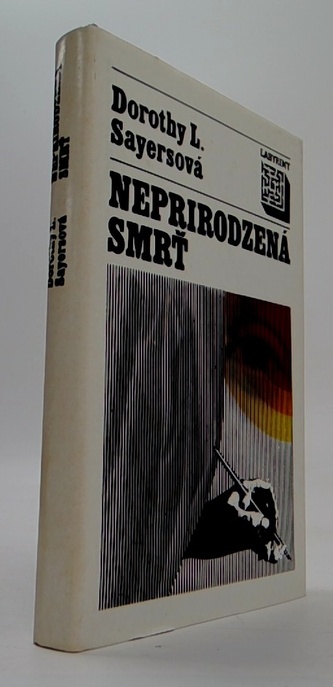 Dorothy L.
Sayersová
LABYRINT
NEPRIRODZENÁ
SMRŤ
NEPRIRODZENÁ
SMRŤ
Dorothy L.
Sayersová